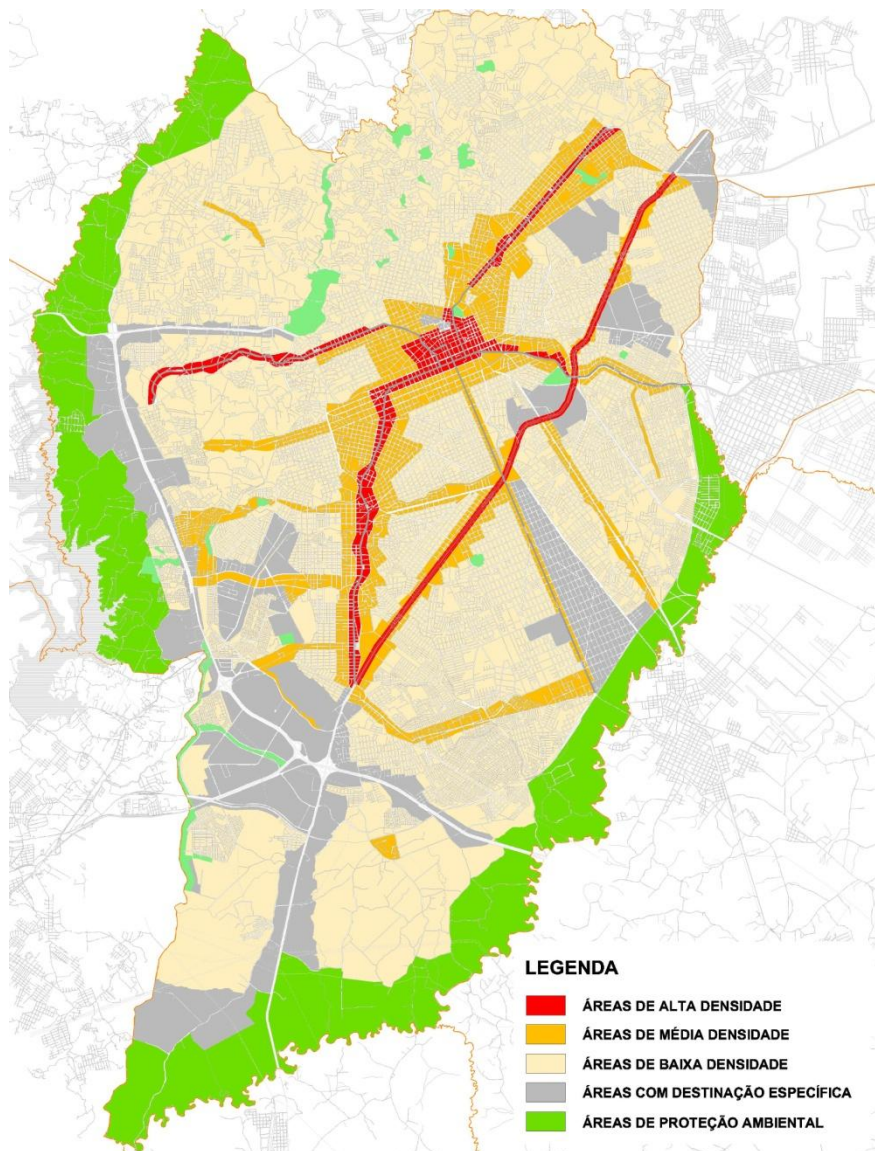 LEGENDA
ÁREAS DE ALTA DENSIDADE
ÁREAS DE MÉDIA DENSIDADE
ÁREAS DE BAIXA DENSIDADE
ÁREAS COM DESTINAÇÃO ESPECÍFICA
ÁREAS DE PROTEÇÃO AMBIENTAL